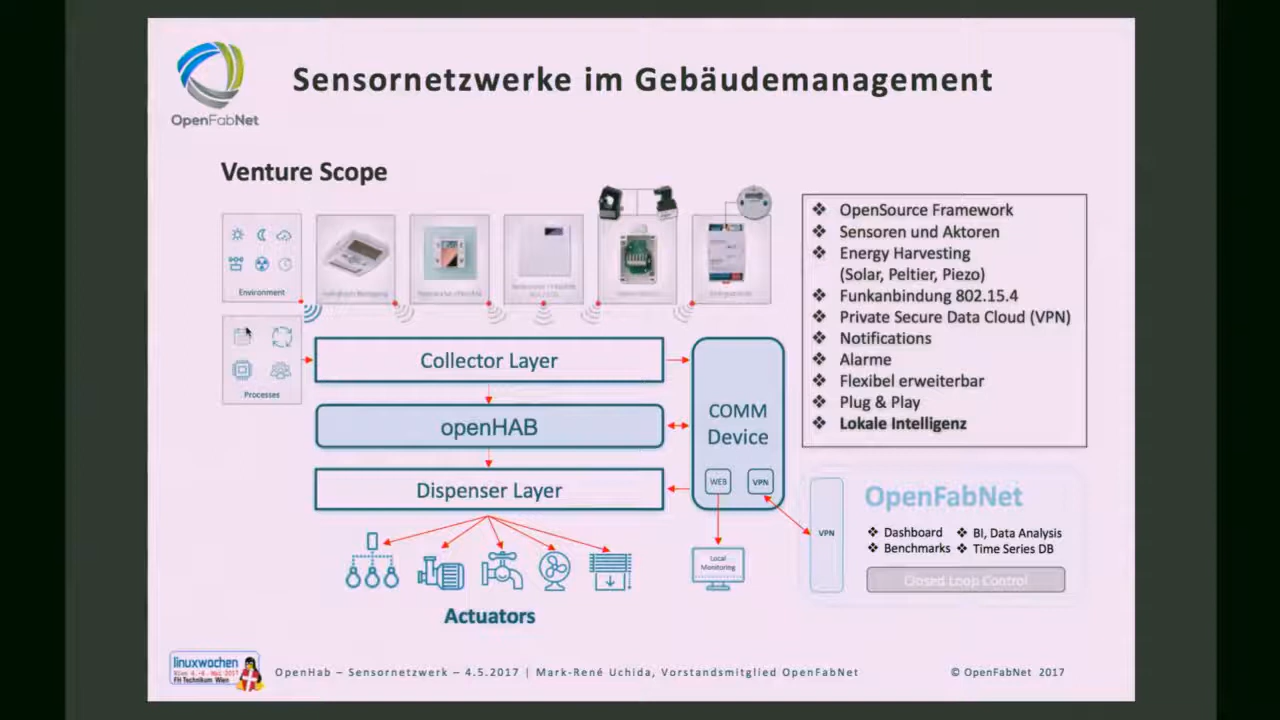 OpenFabNet
Sensornetzwerke im Gebäudemanagement
Venture Scope
Environment
Processes
Collector Layer
openHAB
Dispenser Layer
Actuators
COMM
Device
WEB
VPN
Local
Monitoring
❖ OpenSource Framework
❖ Sensoren und Aktoren
❖ Energy Harvesting
(Solar, Peltier, Piezo)
❖ Funkanbindung 802.15.4
❖ Private Secure Data Cloud (VPN)
❖ Notifications
❖ Alarme
❖ Flexibel erweiterbar
❖ Plug & Play
❖ Lokale Intelligenz
VPN
OpenFabNet
❖ Dashboard ❖ BI, Data Analysis
❖ Benchmarks ❖ Time Series DB
Closed Loop Control
linuxwochen
FH Technikum Wien
OpenHab – Sensornetzwerk – 4.5.2017 | Mark-René Uchida, Vorstandsmitglied OpenFabNet
© OpenFabNet 2017